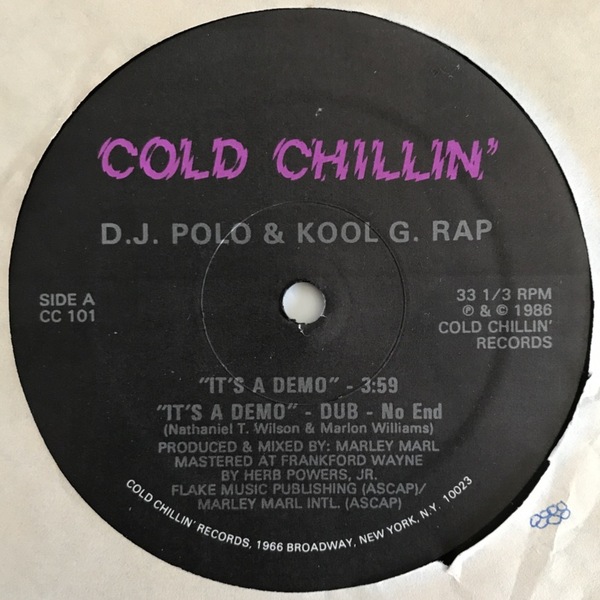 COLD CHILLIN'
D.J. POLO & KOOL G. RAP
SIDE A
CC 101
33 1/3 RPM
℗ & © 1986
COLD CHILLIN'
RECORDS
"IT'S A DEMO" - 3:59
"IT'S A DEMO" - DUB - No End
(Nathaniel T. Wilson & Marlon Williams)
PRODUCED & MIXED BY: MARLEY MARL
MASTERED AT FRANKFORD WAYNE
BY HERB POWERS, JR.
FLAKE MUSIC PUBLISHING (ASCAP)/
MARLEY MARL INTL. (ASCAP)
COLD CHILLIN' RECORDS, 1966 BROADWAY, NEW YORK, N.Y. 10023